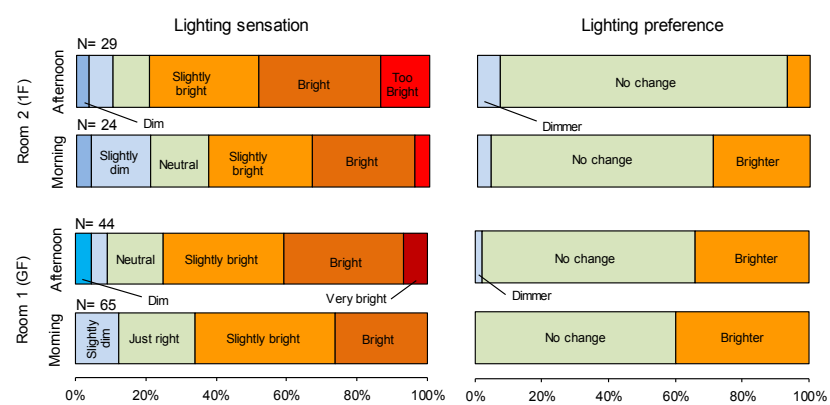 Lighting sensation
Lighting preference
Room 2 (1F)
Afternoon
N= 29
Slightly
bright
Bright
Too
Bright
Dim
No change
Dimmer
Morning
N= 24
Slightly
dim
Neutral
Slightly
bright
Bright
No change
Brighter
Room 1 (GF)
Afternoon
N= 44
Neutral
Slightly bright
Bright
Dim
Very bright
No change
Brighter
Dimmer
Morning
N= 65
Slightly
dim
Just right
Slightly bright
Bright
No change
Brighter
0% 20% 40% 60% 80% 100%
0% 20% 40% 60% 80% 100%